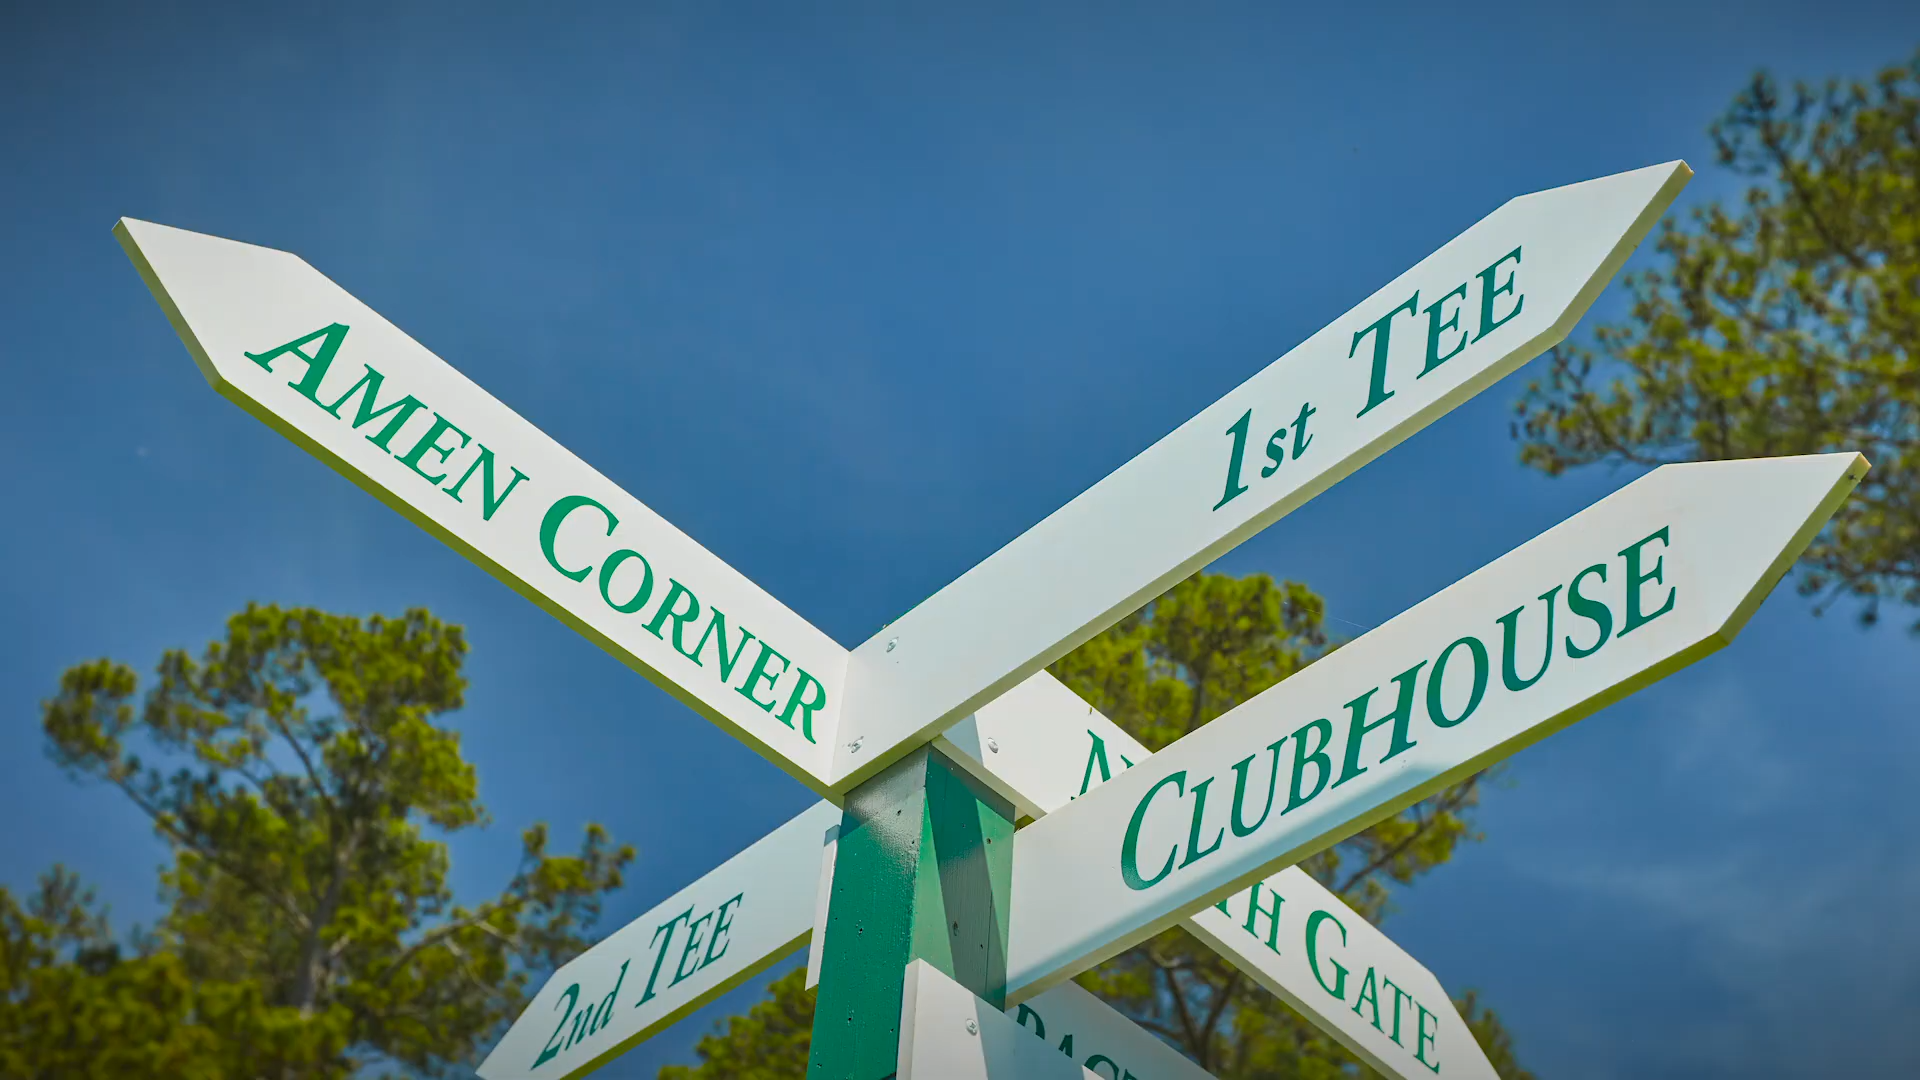 AMEN CORNER
1st TEE
CLUBHOUSE
2nd TEE
GATE